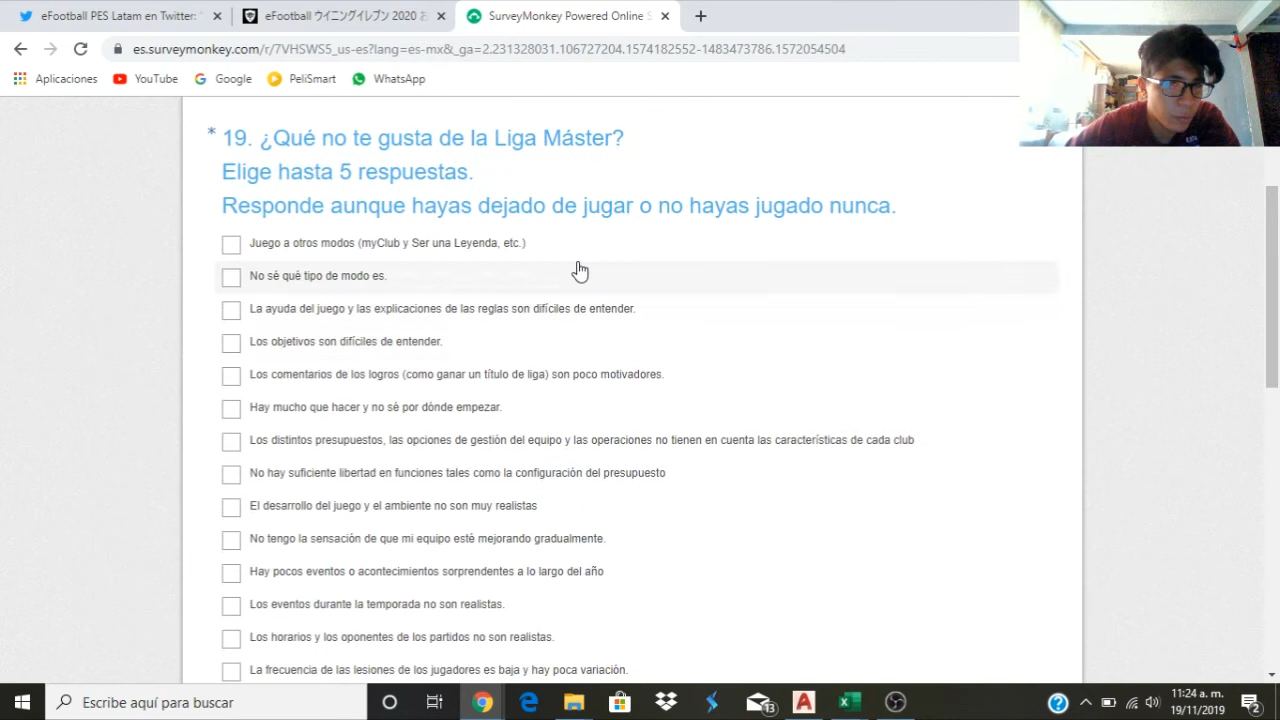 eFootball PES Latam en Twitter:
eFootball ウイニングイレブン 2020 お
SurveyMonkey Powered Online S
es.surveymonkey.com/r/7VHSWS5_us-es?lang=es-mx&_ga=2.231328031.106727204.1574182552-1483473786.1572054504
Aplicaciones YouTube Google PeliSmart WhatsApp
* 19. ¿Qué no te gusta de la Liga Máster?
Elige hasta 5 respuestas.
Responde aunque hayas dejado de jugar o no hayas jugado nunca.
Juego a otros modos (myClub y Ser una Leyenda, etc.)
No sé qué tipo de modo es.
La ayuda del juego y las explicaciones de las reglas son difíciles de entender.
Los objetivos son difíciles de entender.
Los comentarios de los logros (como ganar un título de liga) son poco motivadores.
Hay mucho que hacer y no sé por dónde empezar.
Los distintos presupuestos, las opciones de gestión del equipo y las operaciones no tienen en cuenta las características de cada club
No hay suficiente libertad en funciones tales como la configuración del presupuesto
El desarrollo del juego y el ambiente no son muy realistas
No tengo la sensación de que mi equipo esté mejorando gradualmente.
Hay pocos eventos o acontecimientos sorprendentes a lo largo del año
Los eventos durante la temporada no son realistas.
Los horarios y los oponentes de los partidos no son realistas.
La frecuencia de las lesiones de los jugadores es baja y hay poca variación.
Escribe aquí para buscar
13
11:24 a. m.
19/11/2019
2